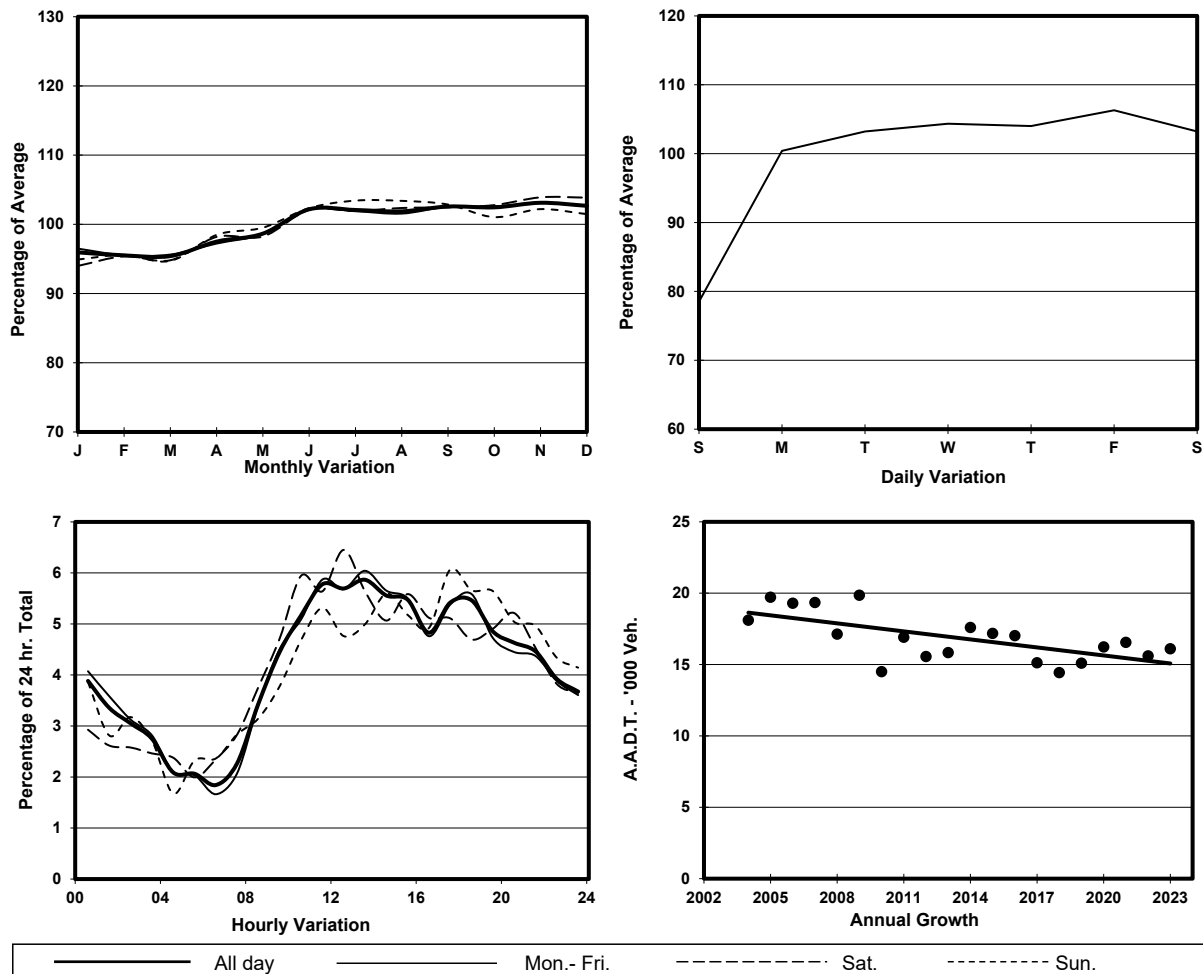 130
120
110
100
90
80
70
Percentage of Average
J F M A M J J A S O N D
Monthly Variation
120
110
100
90
80
70
60
Percentage of Average
S M T W T F S
Daily Variation
7
6
5
4
3
2
1
0
Percentage of 24 hr. Total
00 04 08 12 16 20 24
Hourly Variation
25
20
15
10
5
0
A.A.D.T. - '000 Veh.
2002 2005 2008 2011 2014 2017 2020 2023
Annual Growth
All day Mon.- Fri. Sat. Sun.